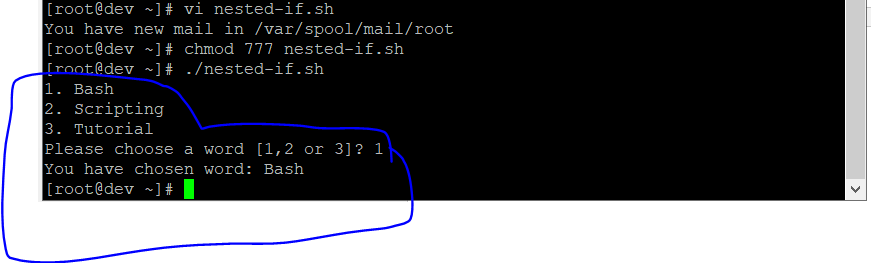 [root@dev ~]# vi nested-if.sh
You have new mail in /var/spool/mail/root
[root@dev ~]# chmod 777 nested-if.sh
[root@dev ~]# ./nested-if.sh
1. Bash
2. Scripting
3. Tutorial
Please choose a word [1,2 or 3]? 1
You have chosen word: Bash
[root@dev ~]#